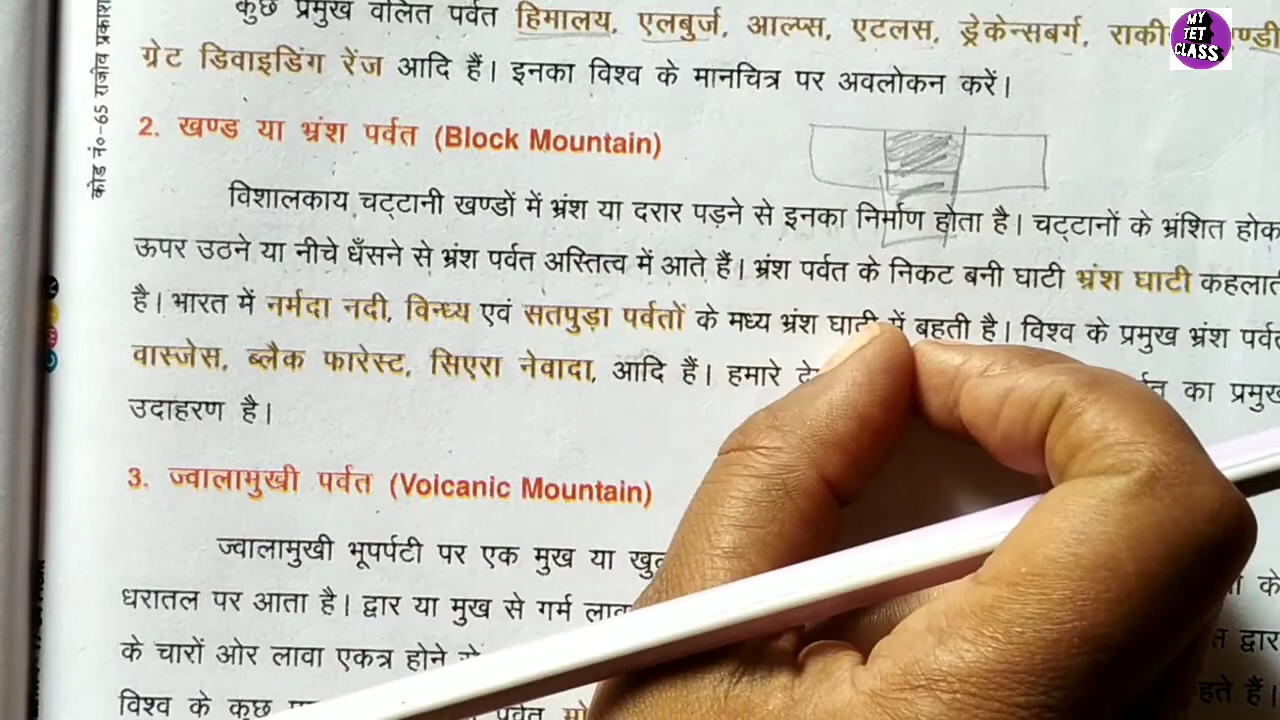 कुछ प्रमुख वलित पर्वत हिमालय, एलबुर्ज, आल्प्स, एटलस, ड्रेकेन्सबर्ग, राकी
ग्रेट डिवाइडिंग रेंज आदि हैं। इनका विश्व के मानचित्र पर अवलोकन करें।
2. खण्ड या भ्रंश पर्वत (Block Mountain)
विशालकाय चट्टानी खण्डों में भ्रंश या दरार पड़ने से इनका निर्माण होता है। चट्टानों के भ्रंशित
ऊपर उठने या नीचे धँसने से भ्रंश पर्वत अस्तित्व में आते हैं। भ्रंश पर्वत के निकट बनी घाटी भ्रंश घाटी
है। भारत में नर्मदा नदी, विन्ध्य एवं सतपुड़ा पर्वतों के मध्य भ्रंश घाटी में बहती है। विश्व के प्रमुख भ्रंश
वास्जेस, ब्लैक फारेस्ट, सिएरा नेवादा, आदि हैं। हमारे का
उदाहरण है।
3. ज्वालामुखी पर्वत (Volcanic Mountain)
ज्वालामुखी भूपर्पटी पर एक मुख या के
धरातल पर आता है। द्वार या मुख से गर्म द्वार
के चारों ओर लावा एकत्र होने हैं।
विश्व के कुछ पर्वत
कोड नं०-65 राजीव प्रकाश
MY
TET
CLASS